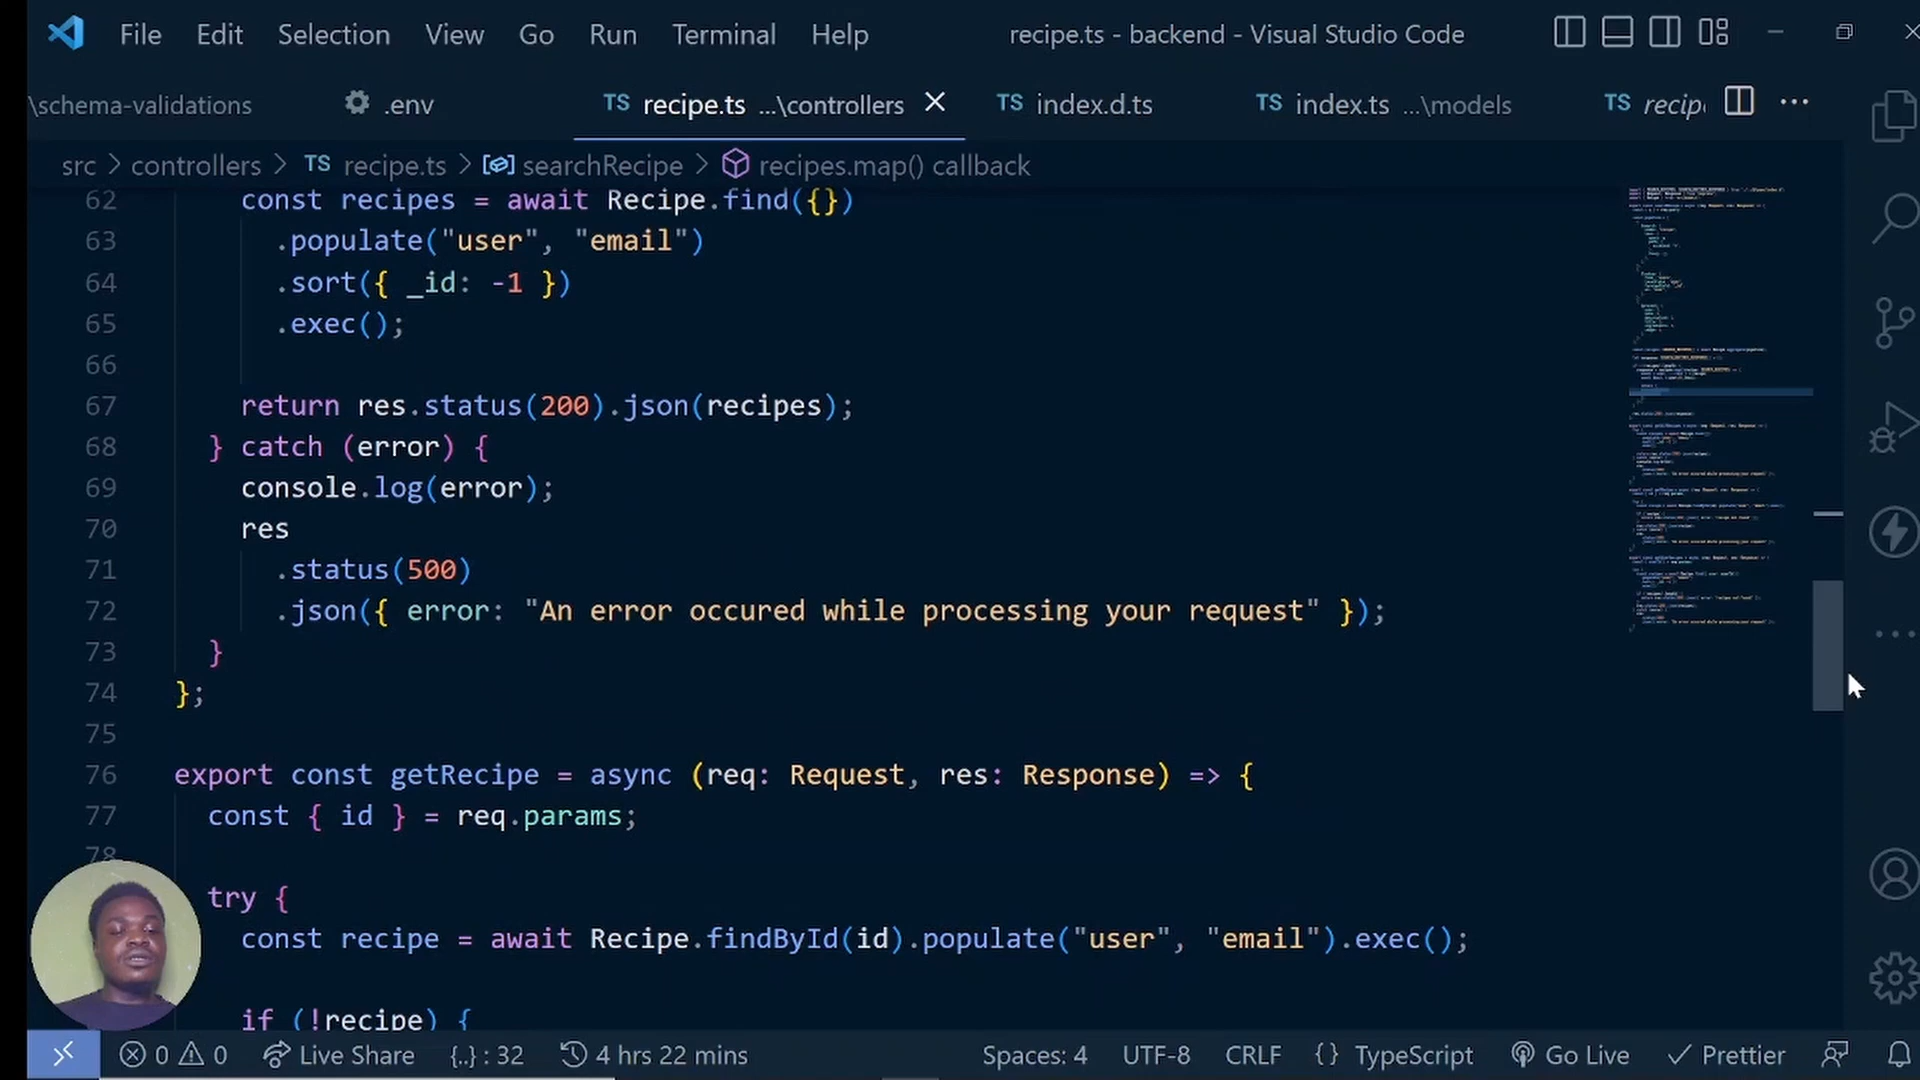 File Edit Selection View Go Run Terminal Help recipe.ts - backend - Visual Studio Code
\schema-validations .env TS recipe.ts ...\controllers TS index.d.ts TS index.ts ...\models TS recip
src > controllers > TS recipe.ts > searchRecipe > recipes.map() callback
62 const recipes = await Recipe.find({})
63 .populate("user", "email")
64 .sort({ _id: -1 })
65 .exec();
66
67 return res.status(200).json(recipes);
68 } catch (error) {
69 console.log(error);
70 res
71 .status(500)
72 .json({ error: "An error occured while processing your request" });
73 }
74 };
75
76 export const getRecipe = async (req: Request, res: Response) => {
77 const { id } = req.params;
78
try {
const recipe = await Recipe.findById(id).populate("user", "email").exec();
if (!recipe) {
0 0 Live Share {..} : 32 4 hrs 22 mins Spaces: 4 UTF-8 CRLF {} TypeScript Go Live Prettier